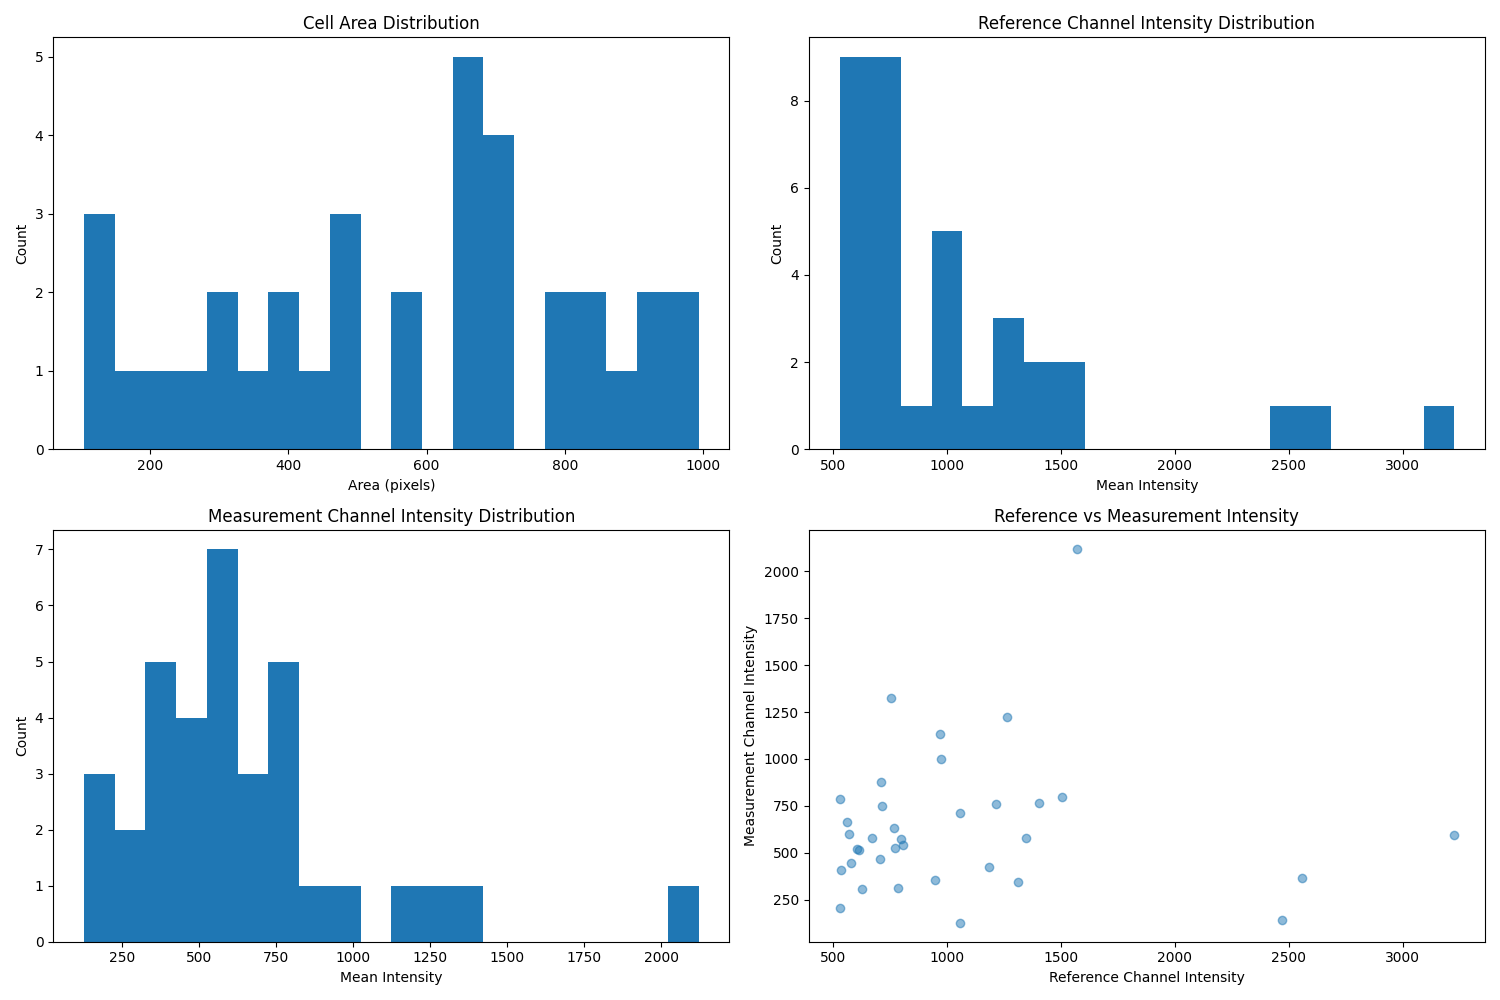 Cell Area Distribution
5
4
3
2
1
0
Count
200 400 600 800 1000
Area (pixels)
Reference Channel Intensity Distribution
8
6
4
2
0
Count
500 1000 1500 2000 2500 3000
Mean Intensity
Measurement Channel Intensity Distribution
7
6
5
4
3
2
1
0
Count
250 500 750 1000 1250 1500 1750 2000
Mean Intensity
Reference vs Measurement Intensity
2000
1750
1500
1250
1000
750
500
250
Measurement Channel Intensity
500 1000 1500 2000 2500 3000
Reference Channel Intensity